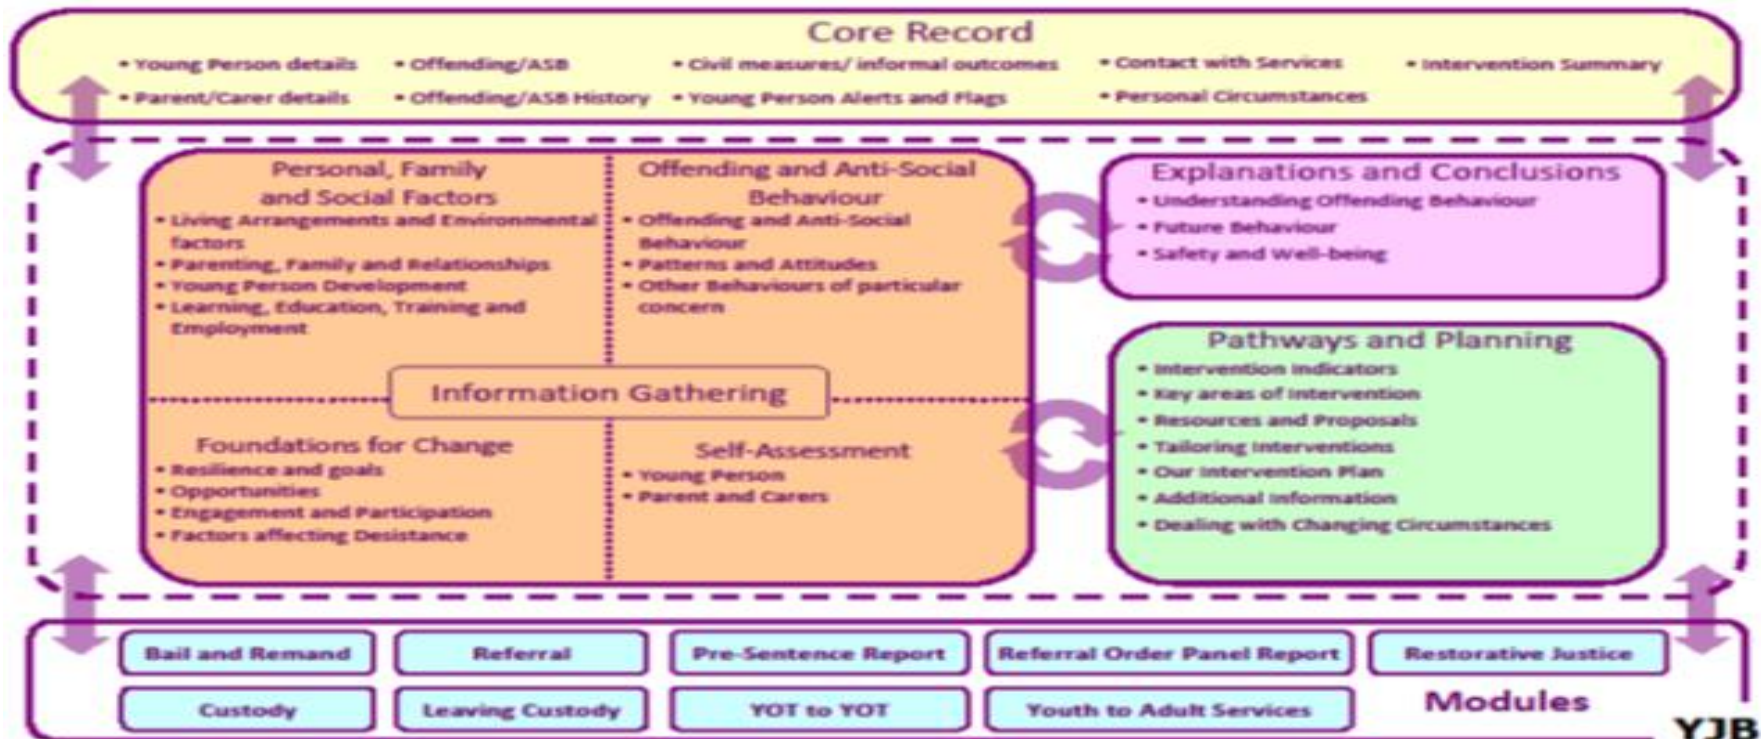 Core Record
• Young Person details • Offending/ASB • Civil measures/ informal outcomes • Contact with Services • Intervention Summary
• Parent/Carer details • Offending/ASB History • Young Person Alerts and Flags • Personal Circumstances
Personal, Family
and Social Factors
• Living Arrangements and Environmental
factors
• Parenting, Family and Relationships
• Young Person Development
• Learning, Education, Training and
Employment
Offending and Anti-Social
Behaviour
• Offending and Anti-Social
Behaviour
• Patterns and Attitudes
• Other Behaviours of particular
concern
Information Gathering
Foundations for Change
• Resilience and goals
• Opportunities
• Engagement and Participation
• Factors affecting Desistance
Self-Assessment
• Young Person
• Parent and Carers
Explanations and Conclusions
• Understanding Offending Behaviour
• Future Behaviour
• Safety and Well-being
Pathways and Planning
• Intervention Indicators
• Key areas of Intervention
• Resources and Proposals
• Tailoring Interventions
• Our Intervention Plan
• Additional Information
• Dealing with Changing Circumstances
Bail and Remand
Referral
Pre-Sentence Report
Referral Order Panel Report
Restorative Justice
Custody
Leaving Custody
YOT to YOT
Youth to Adult Services
Modules
YJB